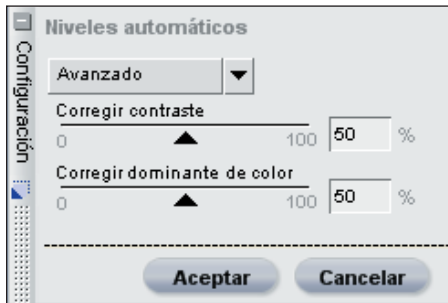 Niveles automáticos
Configuración
Avanzado
Corregir contraste
0 100 50 %
Corregir dominante de color
0 100 50 %
Aceptar Cancelar